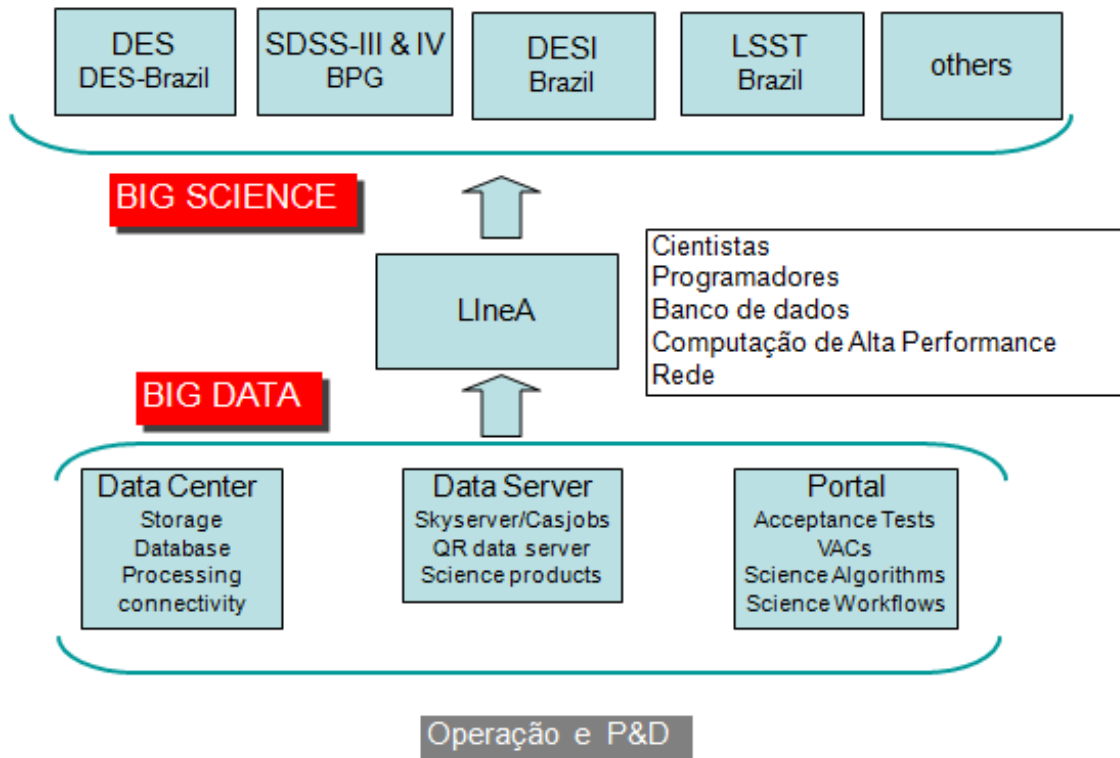 DES
DES-Brazil
SDSS-III & IV
BPG
DESI
Brazil
LSST
Brazil
others
BIG SCIENCE
LIneA
Cientistas
Programadores
Banco de dados
Computação de Alta Performance
Rede
BIG DATA
Data Center
Storage
Database
Processing
connectivity
Data Server
Skyserver/Casjobs
QR data server
Science products
Portal
Acceptance Tests
VACs
Science Algorithms
Science Workflows
Operação e P&D